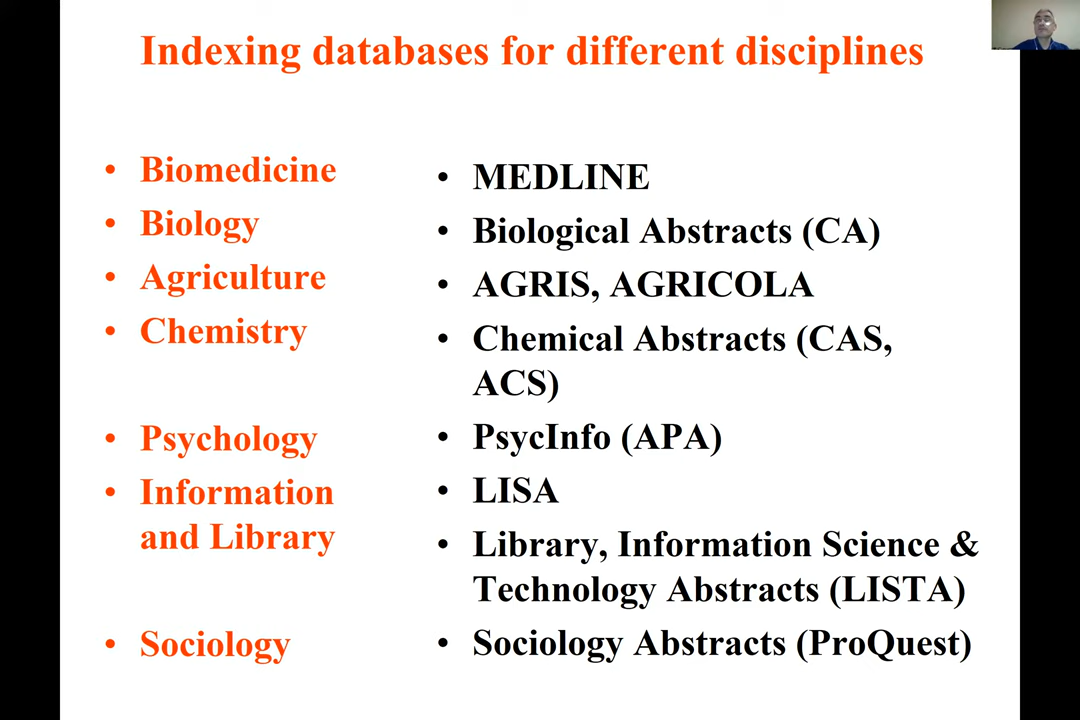 Indexing databases for different disciplines
• Biomedicine
• Biology
• Agriculture
• Chemistry
• Psychology
• Information
and Library
• Sociology
• MEDLINE
• Biological Abstracts (CA)
• AGRIS, AGRICOLA
• Chemical Abstracts (CAS,
ACS)
• PsycInfo (APA)
• LISA
• Library, Information Science &
Technology Abstracts (LISTA)
• Sociology Abstracts (ProQuest)